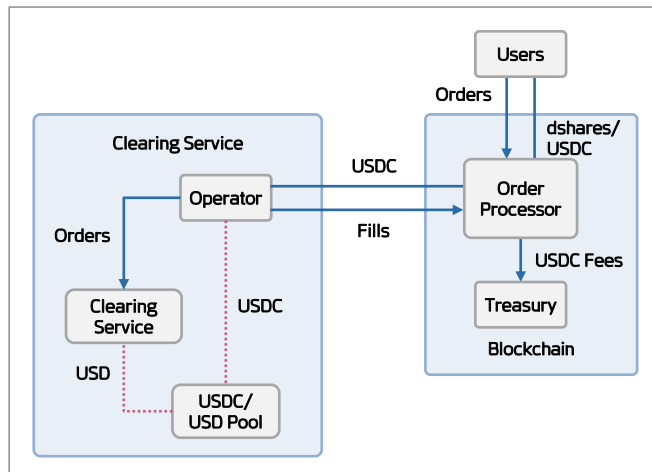 Users
Orders
dshares/
USDC
Clearing Service
USDC
Operator
Order
Processor
Orders
Fills
USDC Fees
Clearing
Service
USDC
Treasury
Blockchain
USD
USDC/
USD Pool